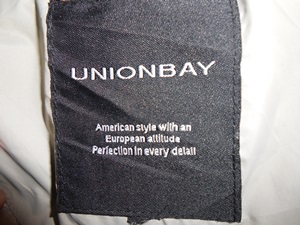 UNIONBAY
American style with an
European attitude
Perfection in every detail